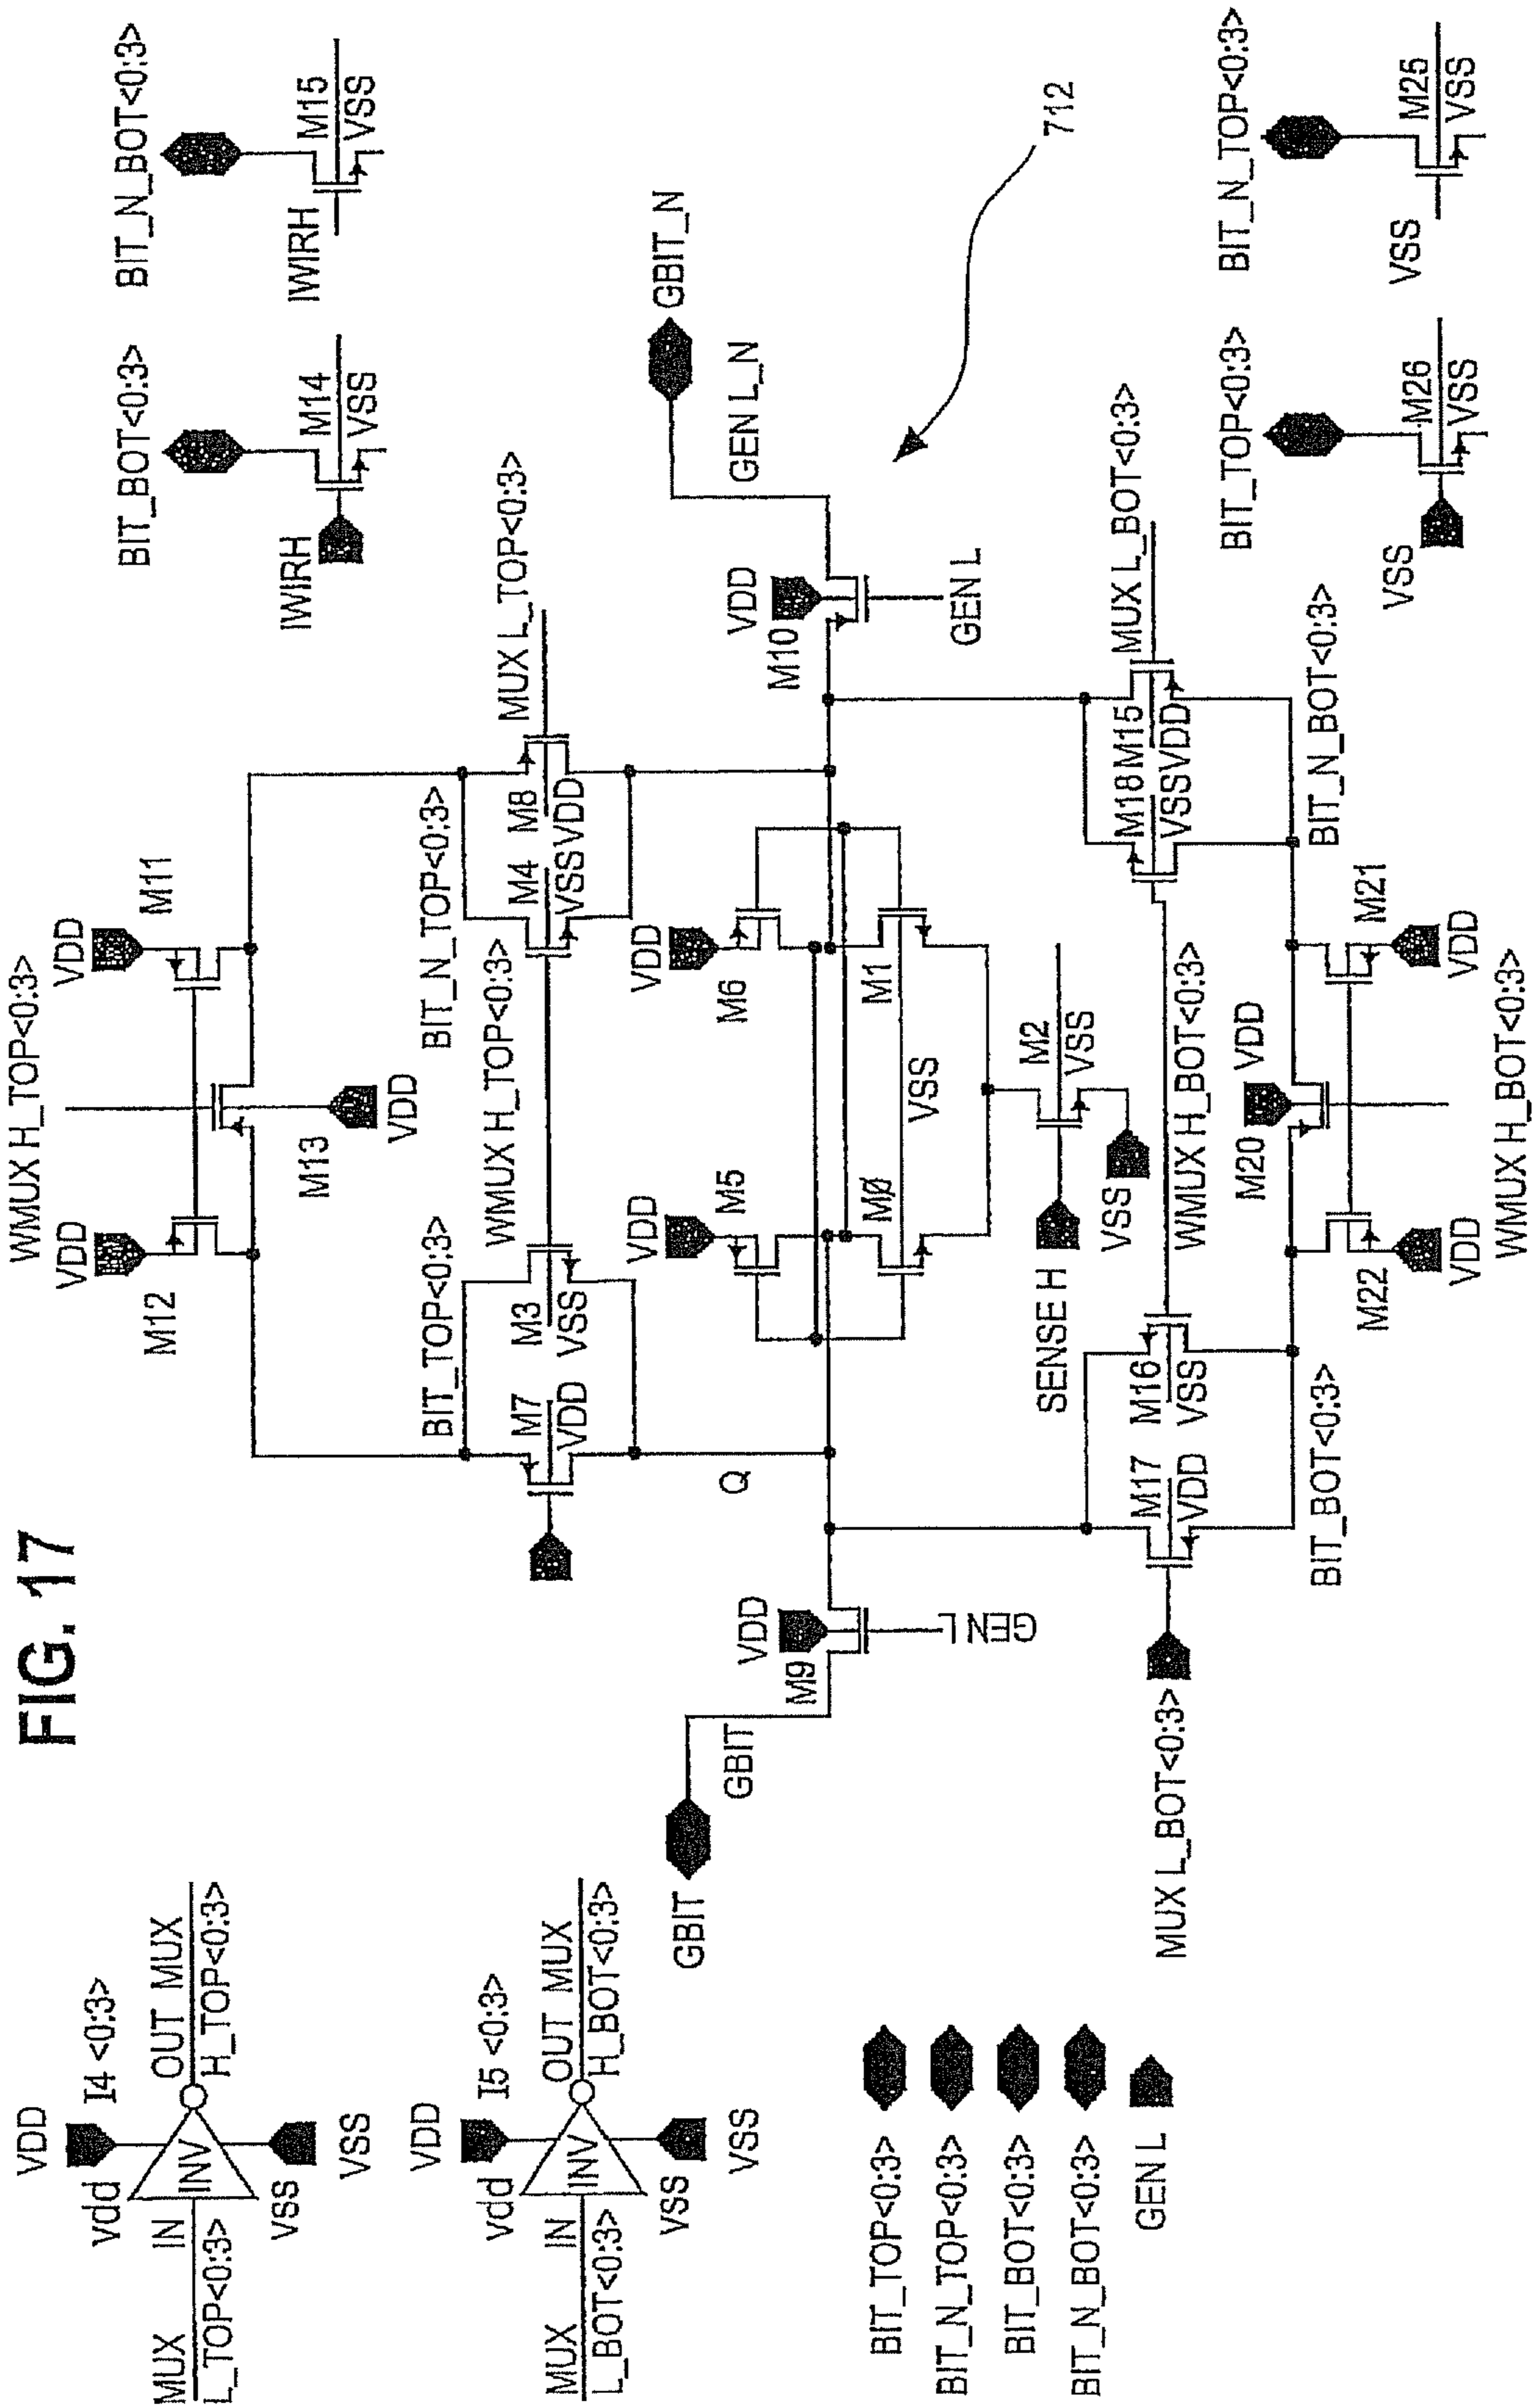 FIG. 17
VDD
vdd
I4 <0:3>
MUX
IN
INV
OUT MUX
L_TOP<0:3>
H_TOP<0:3>
VSS
VSS
VDD
vdd
I5 <0:3>
MUX
IN
INV
OUT MUX
L_BOT<0:3>
H_BOT<0:3>
VSS
VSS
BIT_TOP<0:3>
BIT_N_TOP<0:3>
BIT_BOT<0:3>
BIT_N_BOT<0:3>
GEN L
WMUX H_TOP<0:3>
VDD
VDD
M12
M11
M13
VDD
BIT_TOP<0:3>
BIT_N_TOP<0:3>
WMUX H_TOP<0:3>
MUX L_TOP<0:3>
M7
VDD
M3
VSS
M4
VSS
M8
VDD
Q
GBIT
GBIT
M9
VDD
GEN L
VDD
M5
VDD
M6
MØ
M1
VSS
SENSE H
M2
VSS
VSS
VDD
M10
GEN L
GBIT_N
GEN L_N
712
MUX L_BOT<0:3>
M17
VDD
M16
VSS
WMUX H_BOT<0:3>
M18
VSS
M15
VDD
MUX L_BOT<0:3>
BIT_BOT<0:3>
BIT_N_BOT<0:3>
M20
VDD
M22
VDD
M21
VDD
WMUX H_BOT<0:3>
BIT_BOT<0:3>
M14
VSS
IWIRH
BIT_N_BOT<0:3>
M15
VSS
IWIRH
BIT_TOP<0:3>
M26
VSS
VSS
BIT_N_TOP<0:3>
M25
VSS
VSS